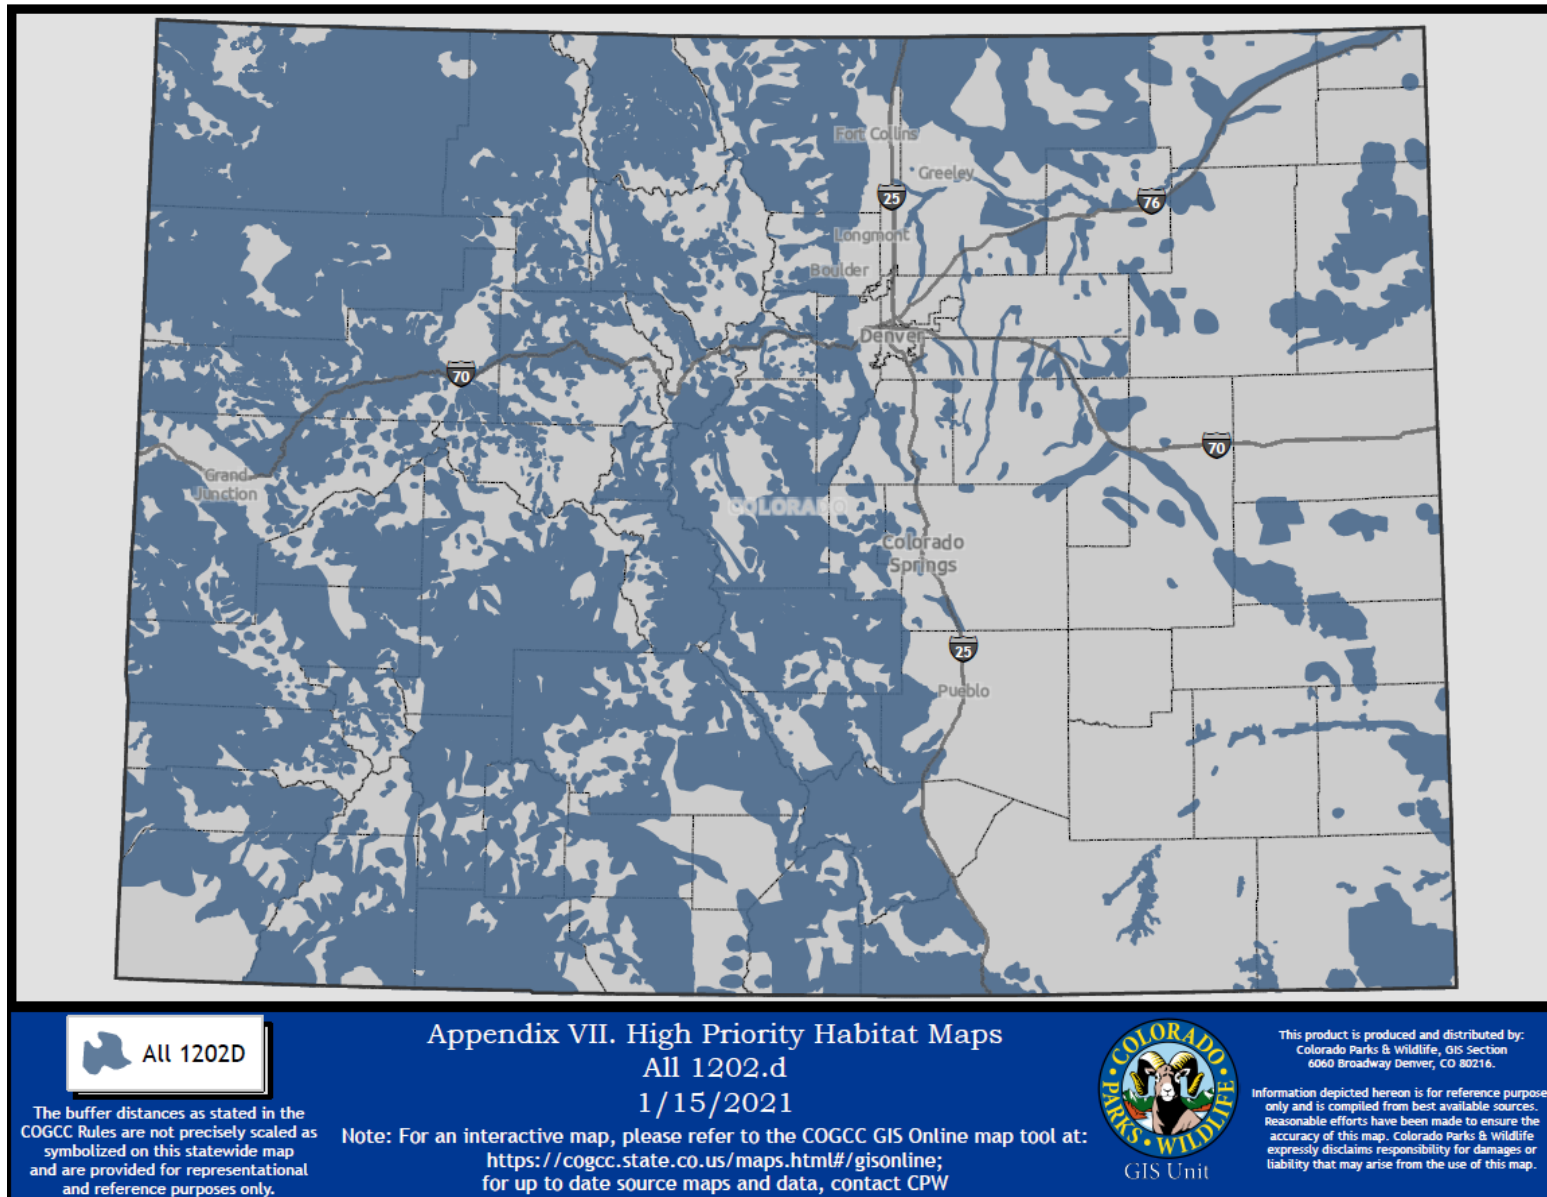 Fort Collins
Greeley
25
76
Longmont
Boulder
Denver
70
70
Grand
Junction
COLORADO
Colorado
Springs
25
Pueblo
All 1202D
The buffer distances as stated in the
COGCC Rules are not precisely scaled as
symbolized on this statewide map
and are provided for representational
and reference purposes only.
Appendix VII. High Priority Habitat Maps
All 1202.d
1/15/2021
Note: For an interactive map, please refer to the COGCC GIS Online map tool at:
https://cogcc.state.co.us/maps.html#/gisonline;
for up to date source maps and data, contact CPW
COLORADO
PARKS & WILDLIFE
GIS Unit
This product is produced and distributed by:
Colorado Parks & Wildlife, GIS Section
6060 Broadway Denver, CO 80216.
Information depicted hereon is for reference purpose
only and is compiled from best available sources.
Reasonable efforts have been made to ensure the
accuracy of this map. Colorado Parks & Wildlife
expressly disclaims responsibility for damages or
liability that may arise from the use of this map.